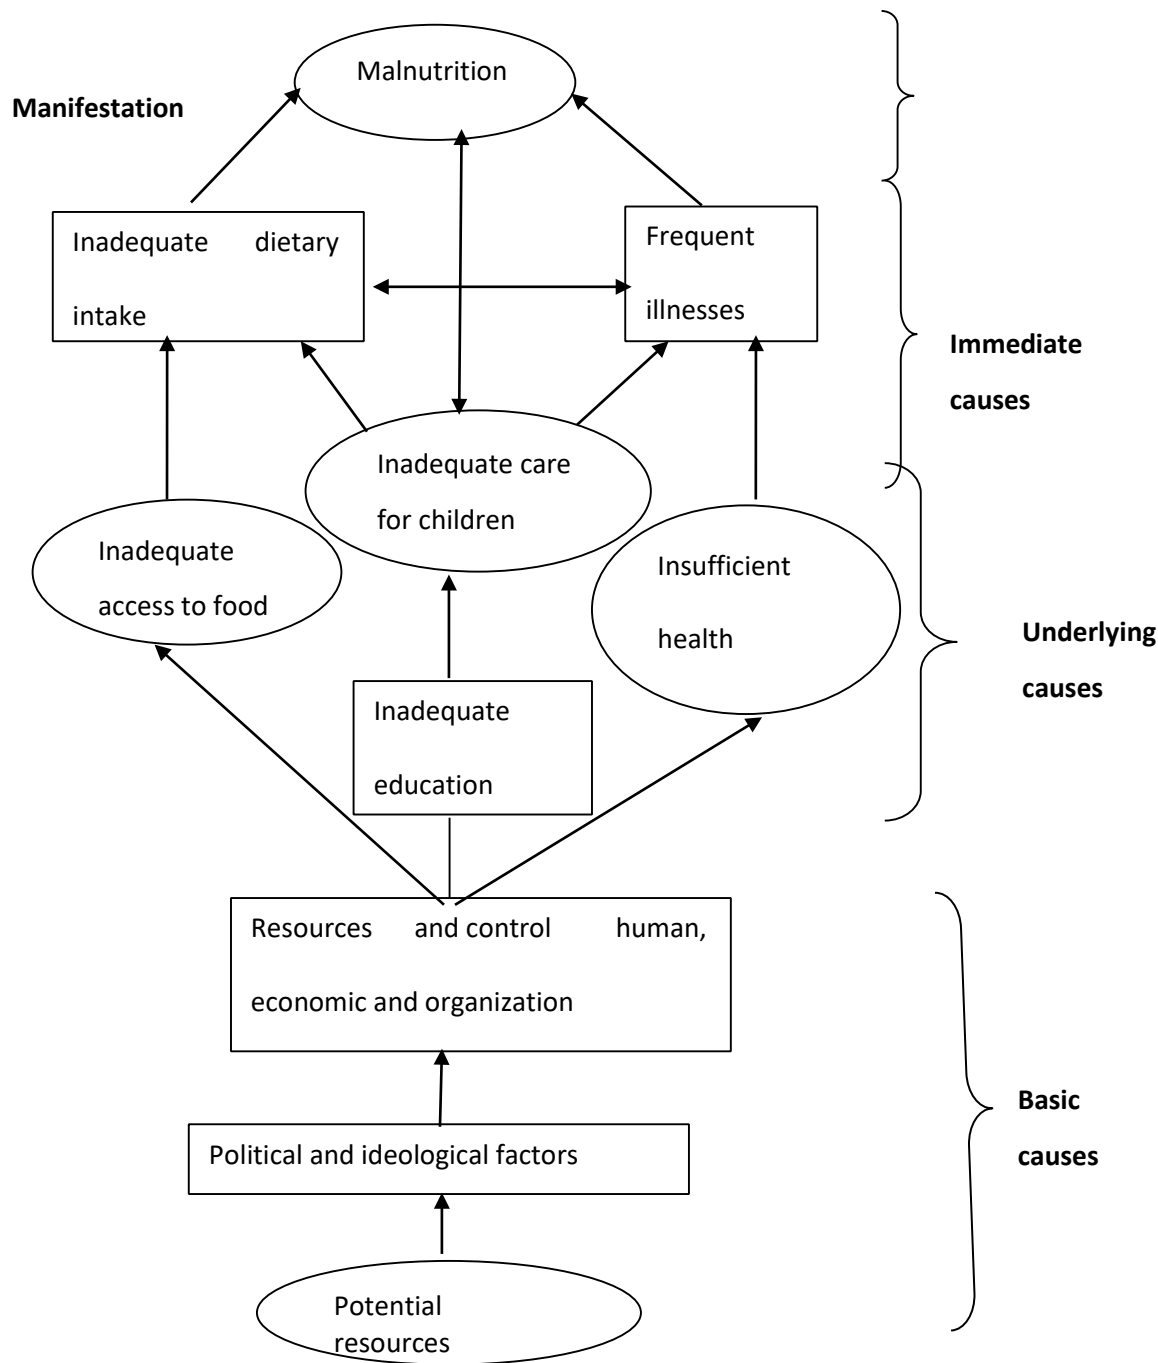 Malnutrition
Manifestation
Inadequate dietary
intake
Frequent
illnesses
Immediate
causes
Inadequate care
for children
Inadequate
access to food
Insufficient
health
Underlying
causes
Inadequate
education
Resources and control human,
economic and organization
Basic
causes
Political and ideological factors
Potential
resources